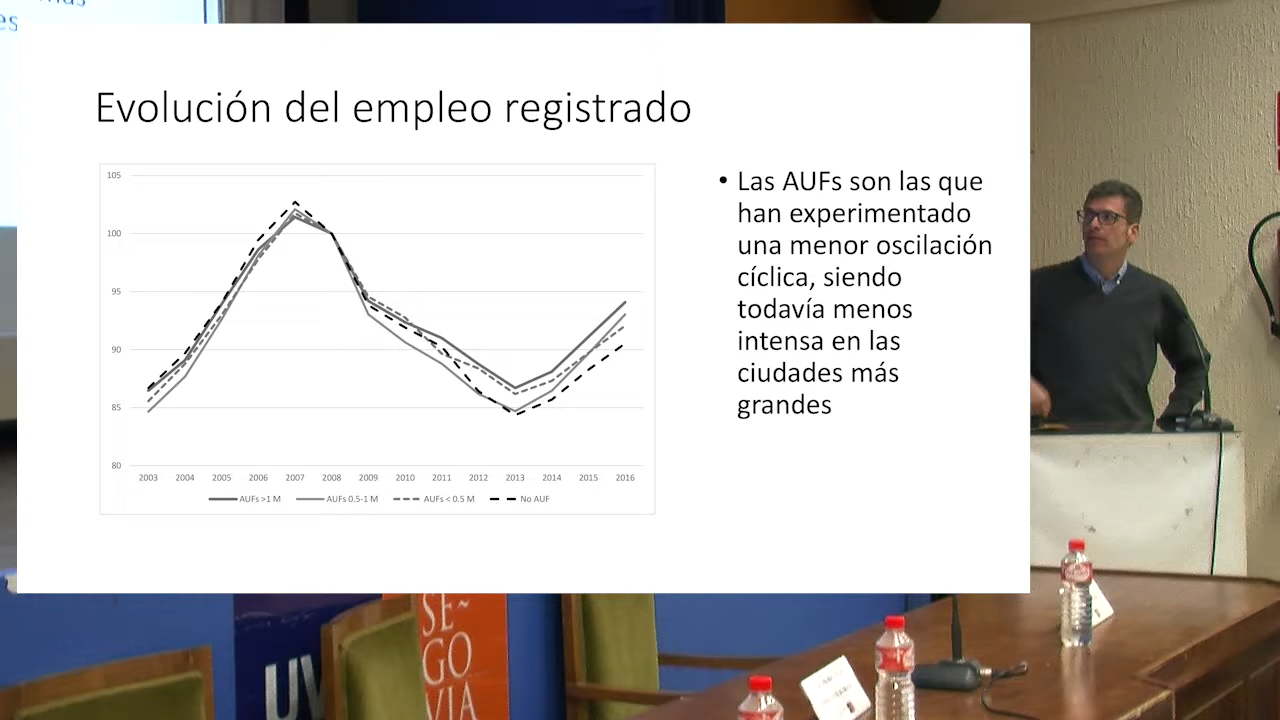 Evolución del empleo registrado
105
100
95
90
85
80
2003 2004 2005 2006 2007 2008 2009 2010 2011 2012 2013 2014 2015 2016
AUFs >1 M AUFs 0.5-1 M AUFs < 0.5 M No AUF
• Las AUFs son las que
han experimentado
una menor oscilación
cíclica, siendo
todavía menos
intensa en las
ciudades más
grandes
SE~
GO
VIA